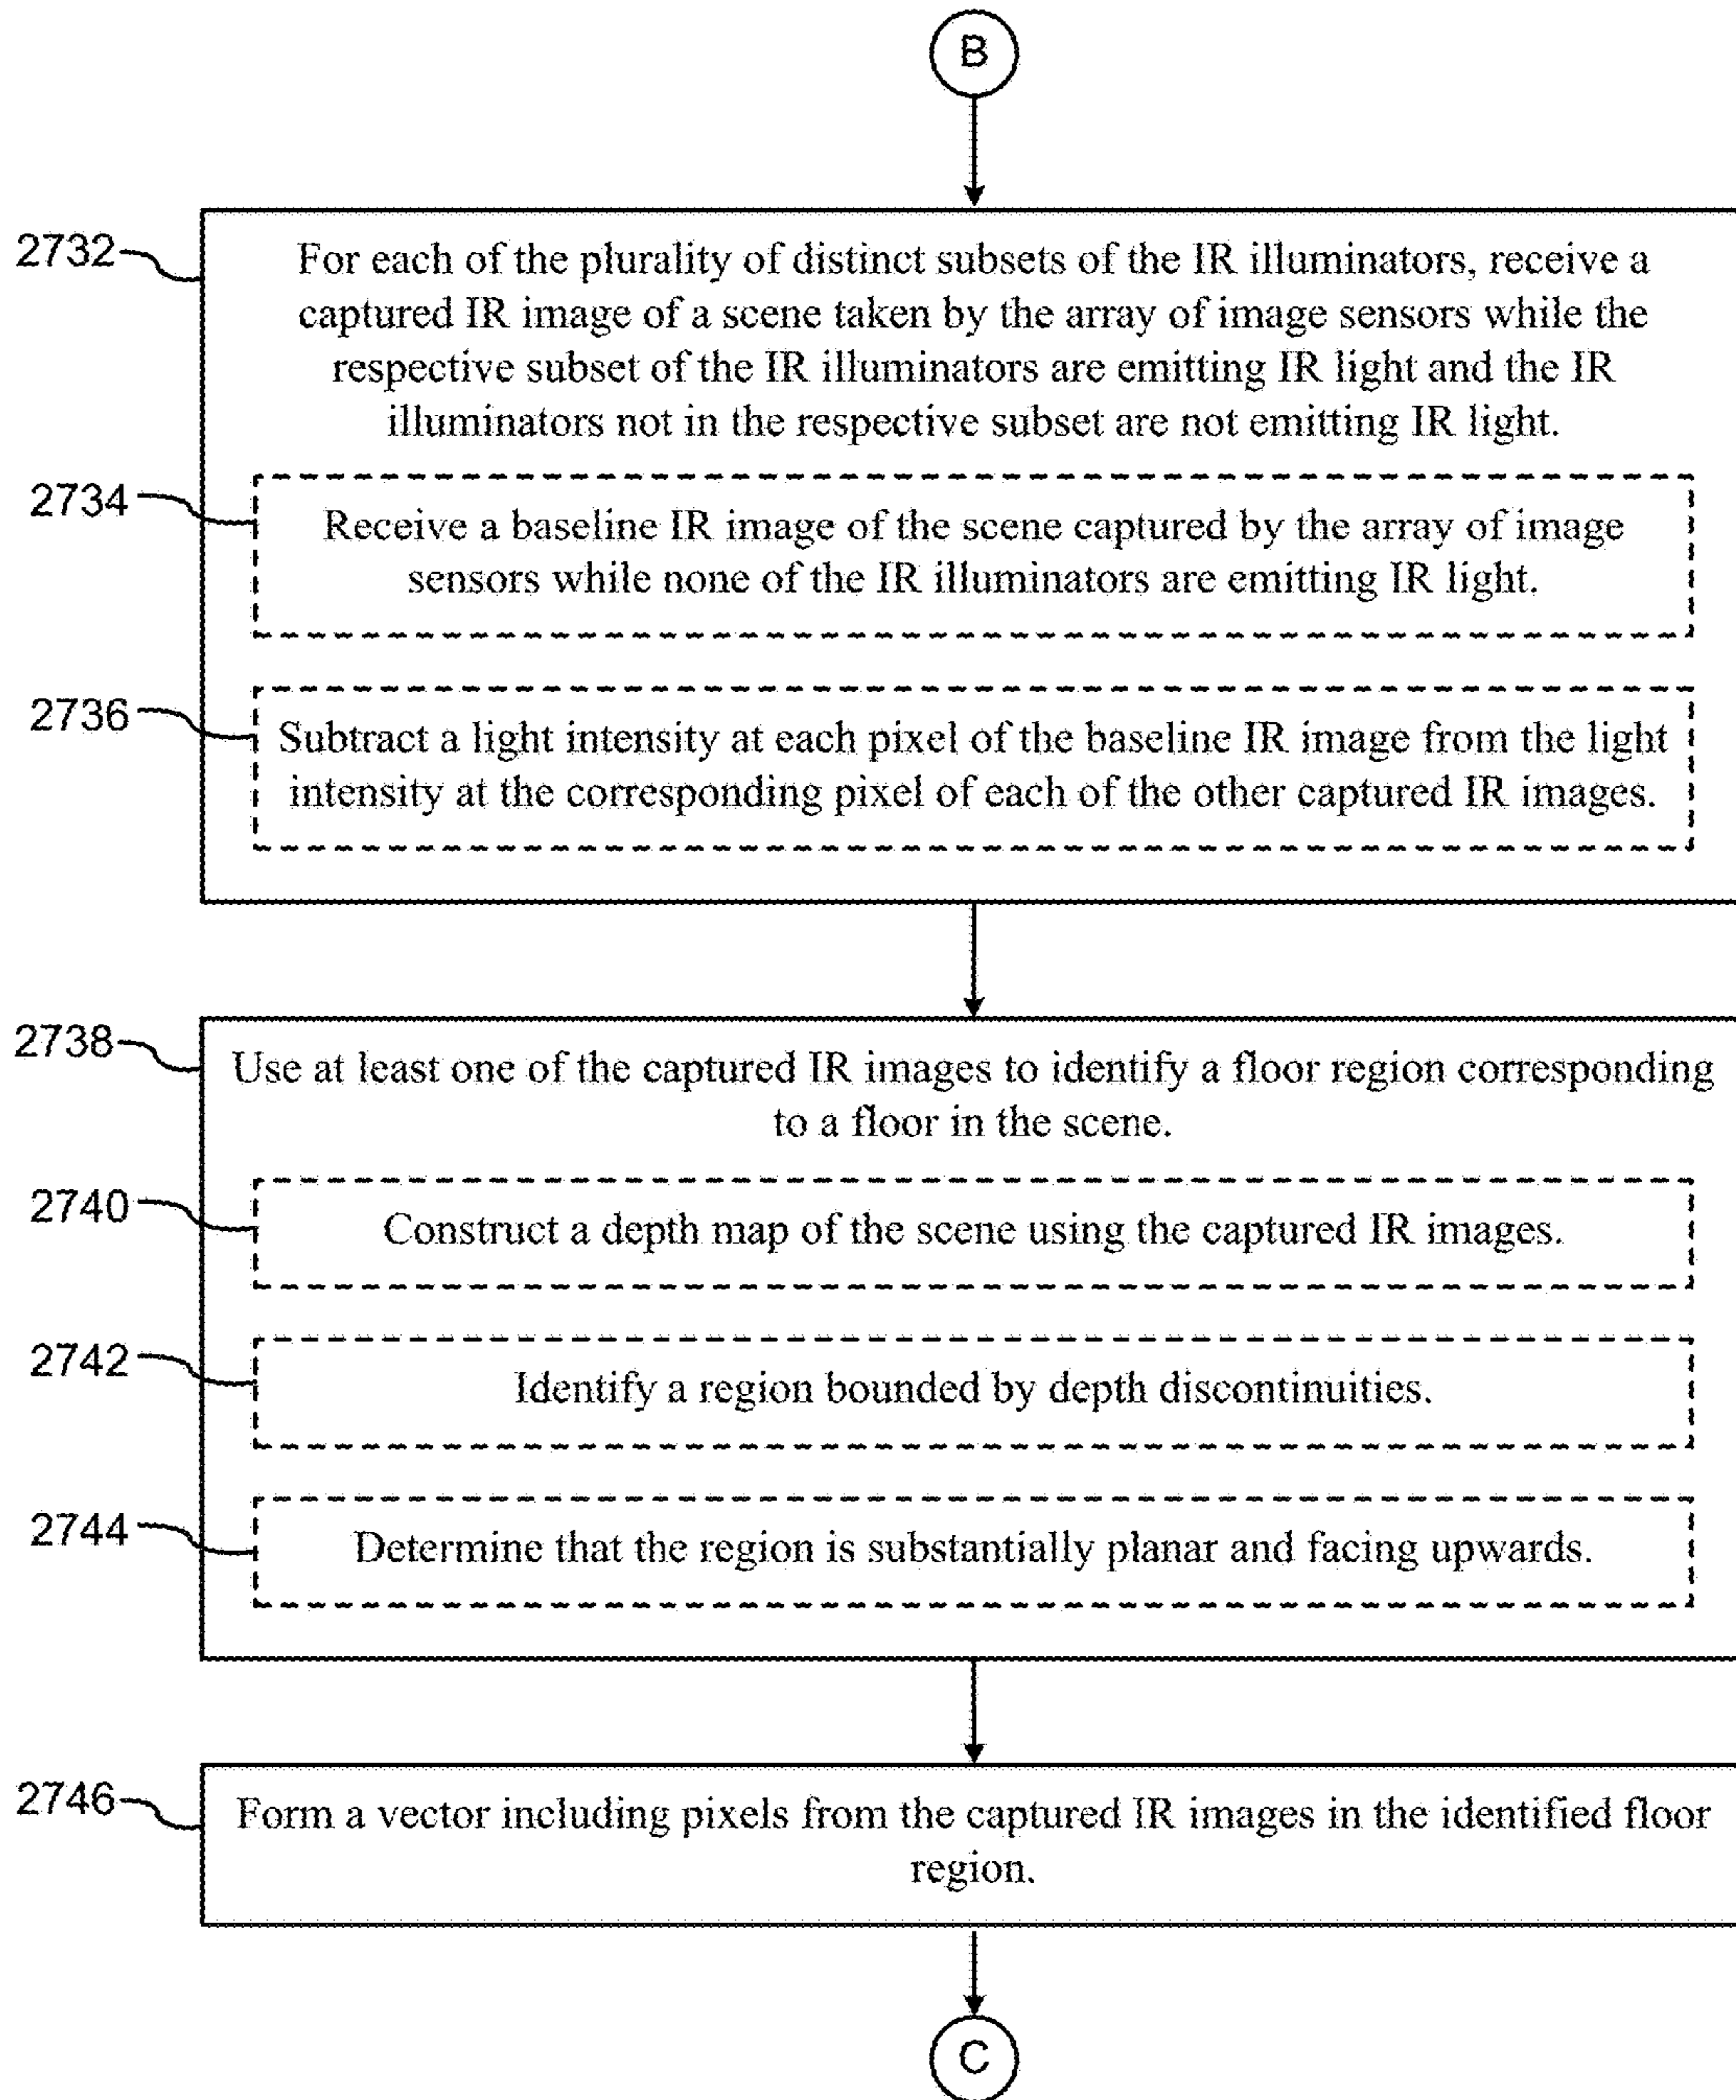 B
2732
For each of the plurality of distinct subsets of the IR illuminators, receive a
captured IR image of a scene taken by the array of image sensors while the
respective subset of the IR illuminators are emitting IR light and the IR
illuminators not in the respective subset are not emitting IR light.
2734
Receive a baseline IR image of the scene captured by the array of image
sensors while none of the IR illuminators are emitting IR light.
2736
Subtract a light intensity at each pixel of the baseline IR image from the light
intensity at the corresponding pixel of each of the other captured IR images.
2738
Use at least one of the captured IR images to identify a floor region corresponding
to a floor in the scene.
2740
Construct a depth map of the scene using the captured IR images.
2742
Identify a region bounded by depth discontinuities.
2744
Determine that the region is substantially planar and facing upwards.
2746
Form a vector including pixels from the captured IR images in the identified floor
region.
C